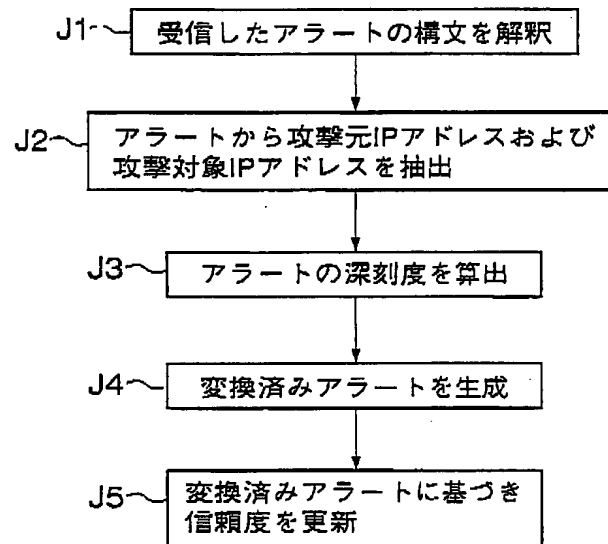 J1 受信したアラートの構文を解釈
J2 アラートから攻撃元IPアドレスおよび
攻撃対象IPアドレスを抽出
J3 アラートの深刻度を算出
J4 変換済みアラートを生成
J5 変換済みアラートに基づき
信頼度を更新